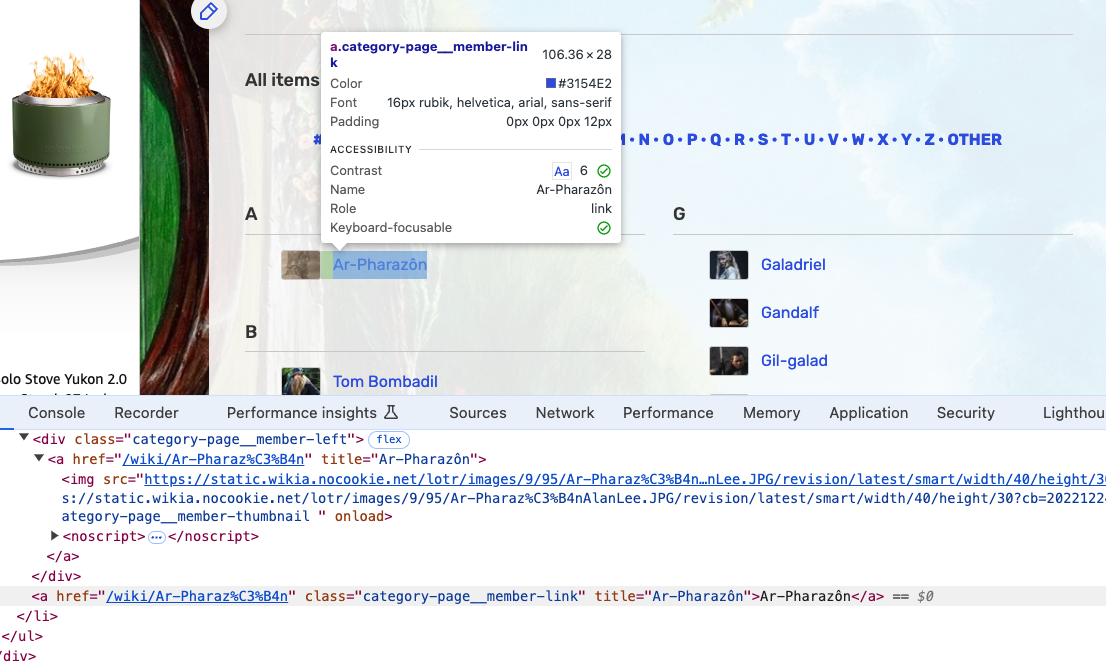 a.category-page__member-lin
k
106.36 × 28
Color #3154E2
Font 16px rubik, helvetica, arial, sans-serif
Padding 0px 0px 0px 12px
ACCESSIBILITY
Contrast Aa 6
Name Ar-Pharazôn
Role link
Keyboard-focusable
All items
# N • O • P • Q • R • S • T • U • V • W • X • Y • Z • OTHER
A
Ar-Pharazôn
B
Tom Bombadil
G
Galadriel
Gandalf
Gil-galad
olo Stove Yukon 2.0
Console Recorder Performance insights Sources Network Performance Memory Application Security Lighthou
<div class="category-page__member-left"> flex
<a href="/wiki/Ar-Pharaz%C3%B4n" title="Ar-Pharazôn">
<img src="https://static.wikia.nocookie.net/lotr/images/9/95/Ar-Pharaz%C3%B4n…nLee.JPG/revision/latest/smart/width/40/height/30
s://static.wikia.nocookie.net/lotr/images/9/95/Ar-Pharaz%C3%B4nAlanLee.JPG/revision/latest/smart/width/40/height/30?cb=2022122
ategory-page__member-thumbnail " onload>
<noscript> … </noscript>
</a>
</div>
<a href="/wiki/Ar-Pharaz%C3%B4n" class="category-page__member-link" title="Ar-Pharazôn">Ar-Pharazôn</a> == $0
</li>
</ul>
/div>